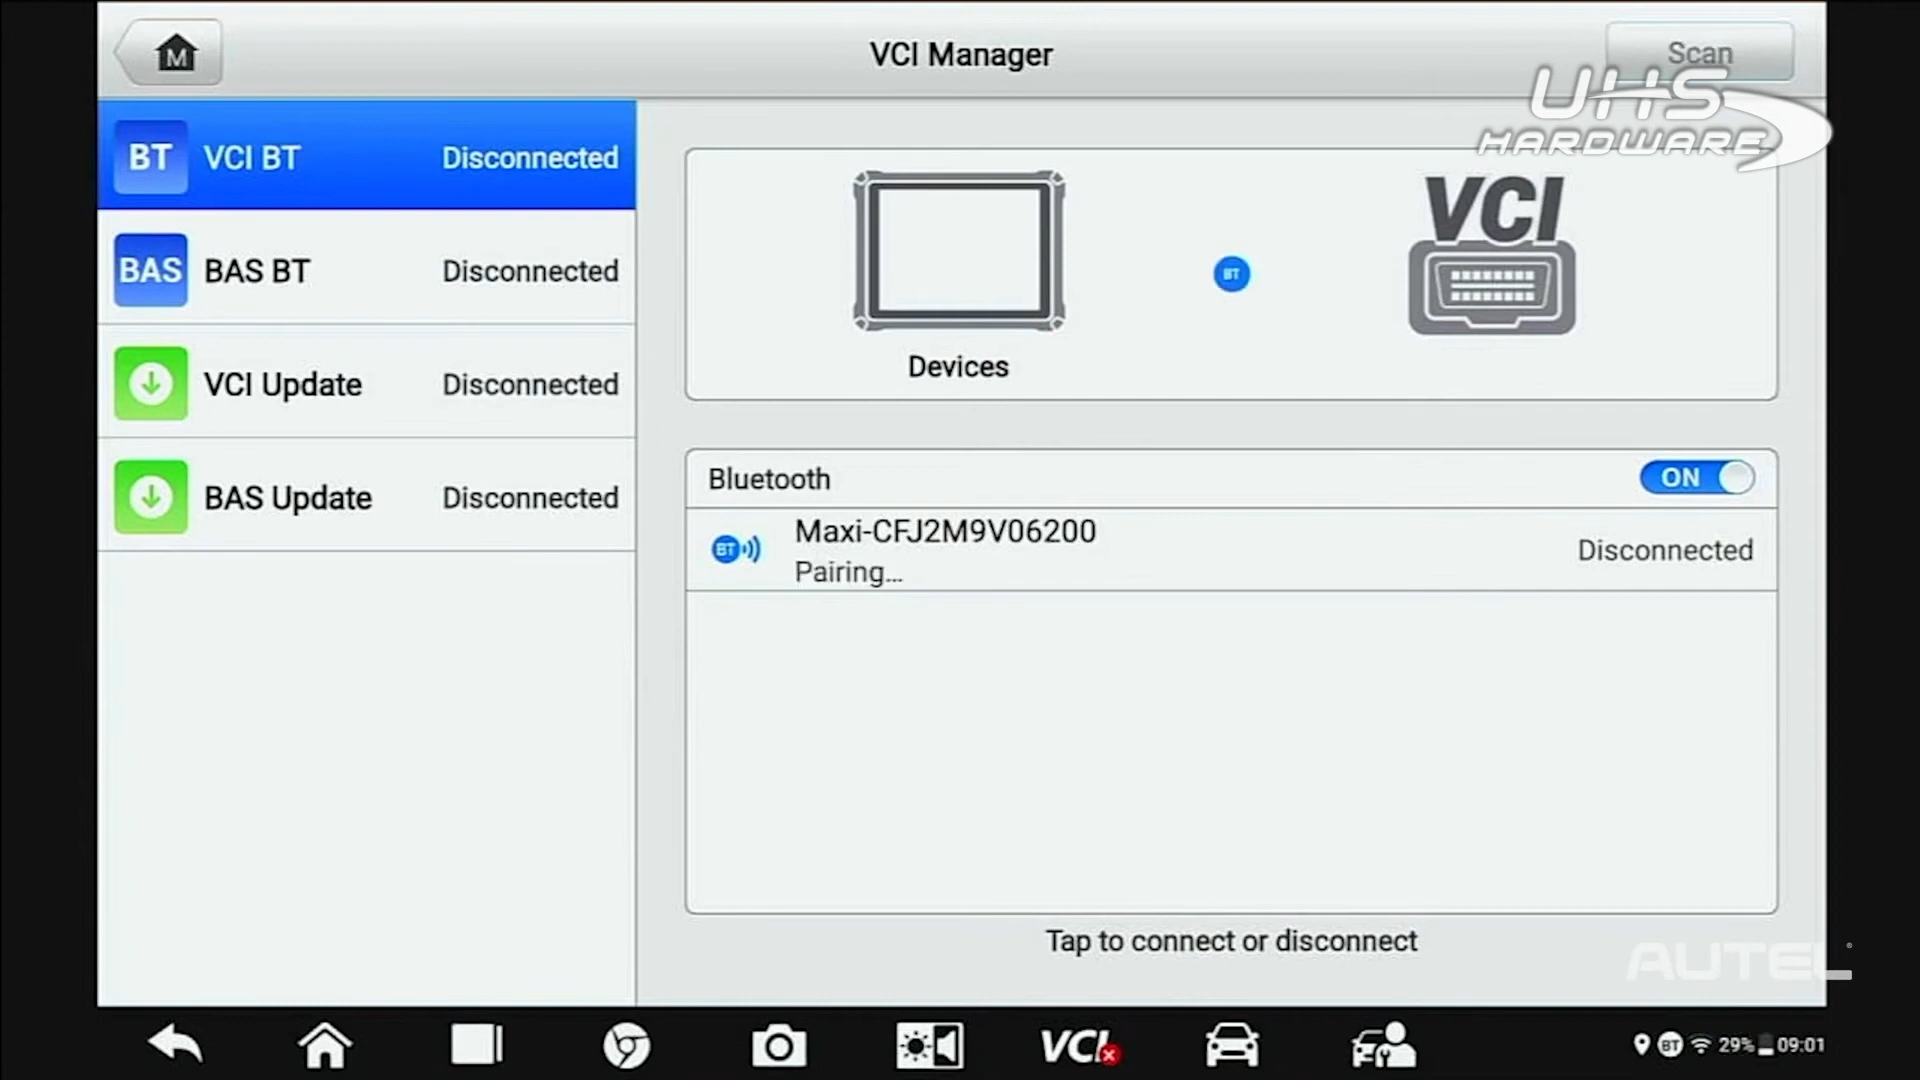 M
VCI Manager
Scan
UHS
HARDWARE
BT
VCI BT
Disconnected
BAS
BAS BT
Disconnected
VCI Update
Disconnected
BAS Update
Disconnected
Devices
BT
VCI
Bluetooth
ON
BT
Maxi-CFJ2M9V06200
Pairing...
Disconnected
Tap to connect or disconnect
AUTEL®
VCI
BT
29%
09:01